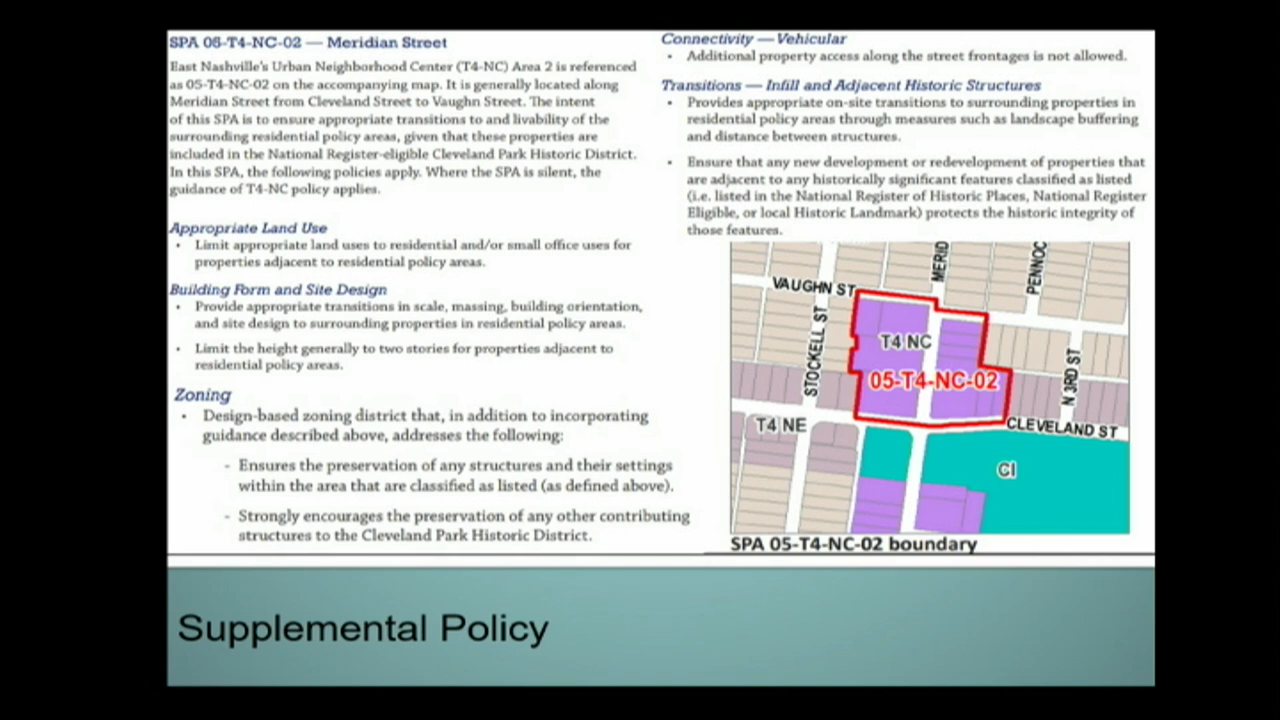 SPA 05-T4-NC-02 — Meridian Street
East Nashville's Urban Neighborhood Center (T4-NC) Area 2 is referenced
as 05-T4-NC-02 on the accompanying map. It is generally located along
Meridian Street from Cleveland Street to Vaughn Street. The intent
of this SPA is to ensure appropriate transitions to and livability of the
surrounding residential policy areas, given that these properties are
included in the National Register-eligible Cleveland Park Historic District.
In this SPA, the following policies apply. Where the SPA is silent, the
guidance of T4-NC policy applies.
Appropriate Land Use
• Limit appropriate land uses to residential and/or small office uses for
properties adjacent to residential policy areas.
Building Form and Site Design
• Provide appropriate transitions in scale, massing, building orientation,
and site design to surrounding properties in residential policy areas.
• Limit the height generally to two stories for properties adjacent to
residential policy areas.
Zoning
• Design-based zoning district that, in addition to incorporating
guidance described above, addresses the following:
- Ensures the preservation of any structures and their settings
within the area that are classified as listed (as defined above).
- Strongly encourages the preservation of any other contributing
structures to the Cleveland Park Historic District.
Connectivity — Vehicular
• Additional property access along the street frontages is not allowed.
Transitions — Infill and Adjacent Historic Structures
• Provides appropriate on-site transitions to surrounding properties in
residential policy areas through measures such as landscape buffering
and distance between structures.
• Ensure that any new development or redevelopment of properties that
are adjacent to any historically significant features classified as listed
(i.e. listed in the National Register of Historic Places, National Register
Eligible, or local Historic Landmark) protects the historic integrity of
those features.
MERID
PENNOC
VAUGHN ST
STOCKELL ST
T4 NC
05-T4-NC-02
N 3RD ST
T4 NE
CLEVELAND ST
CI
SPA 05-T4-NC-02 boundary
Supplemental Policy